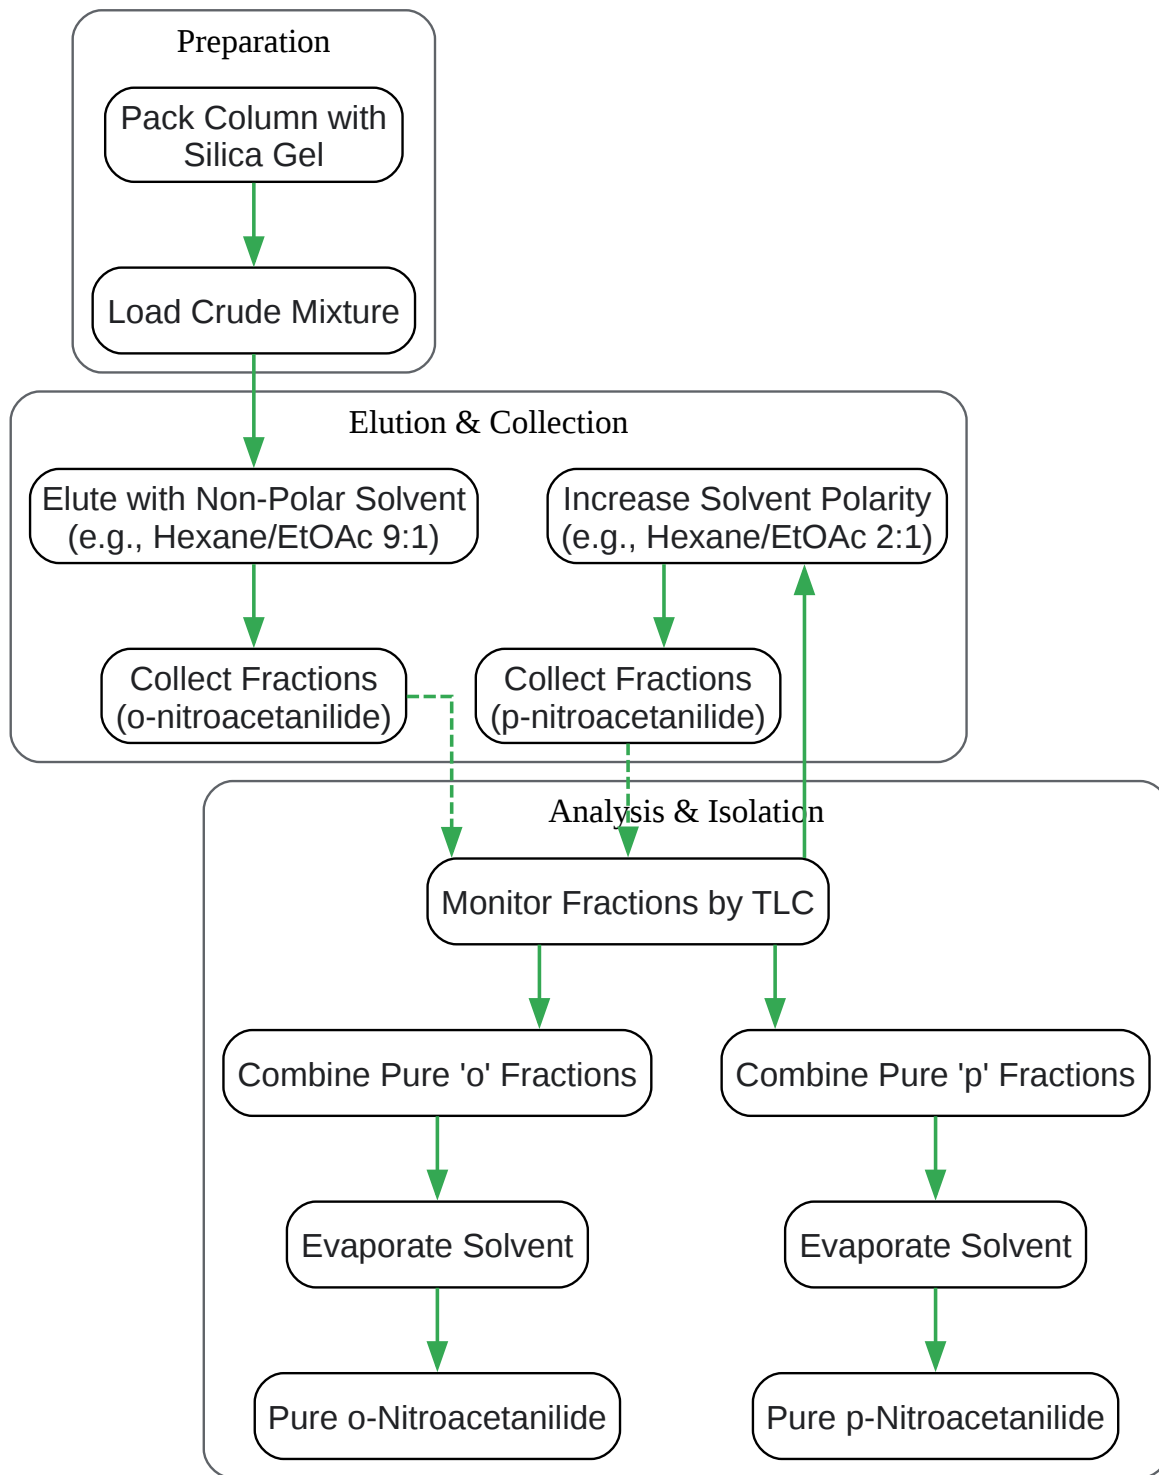 Preparation
Pack Column with
Silica Gel
Load Crude Mixture
Elution & Collection
Elute with Non-Polar Solvent
(e.g., Hexane/EtOAc 9:1)
Increase Solvent Polarity
(e.g., Hexane/EtOAc 2:1)
Collect Fractions
(o-nitroacetanilide)
Collect Fractions
(p-nitroacetanilide)
Analysis & Isolation
Monitor Fractions by TLC
Combine Pure 'o' Fractions
Combine Pure 'p' Fractions
Evaporate Solvent
Evaporate Solvent
Pure o-Nitroacetanilide
Pure p-Nitroacetanilide